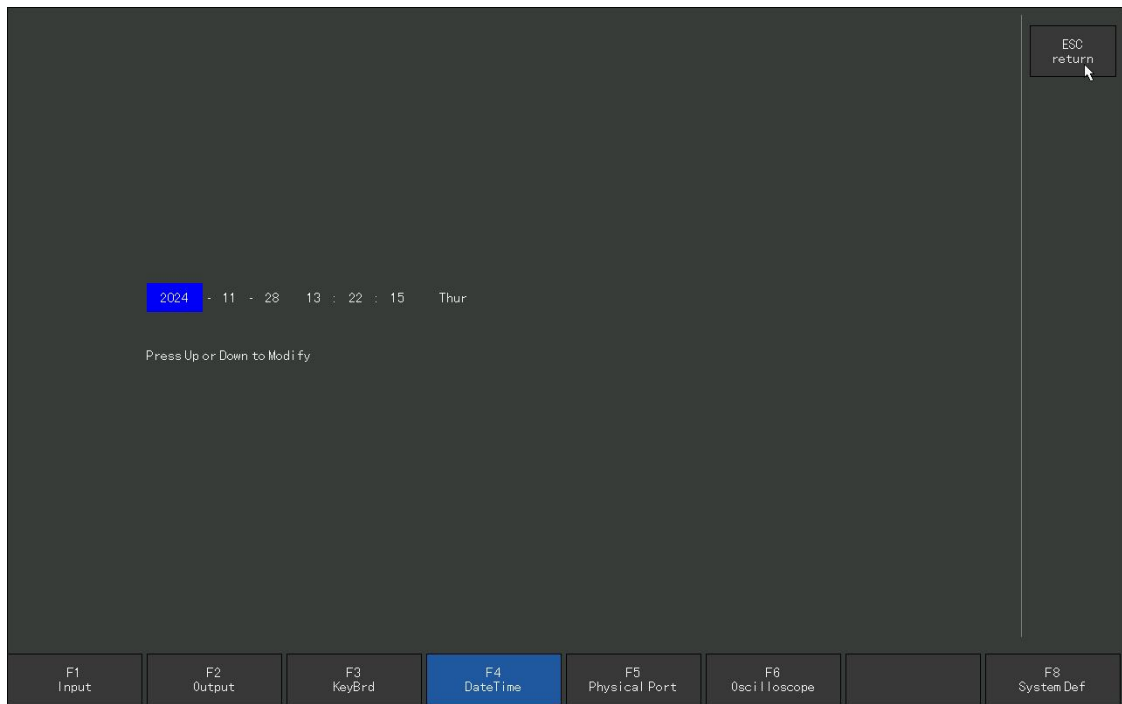 ESC
return
2024 - 11 - 28 13 : 22 : 15 Thur
Press Up or Down to Modify
F1
Input
F2
Output
F3
KeyBrd
F4
DateTime
F5
Physical Port
F6
Oscilloscope
F8
System Def